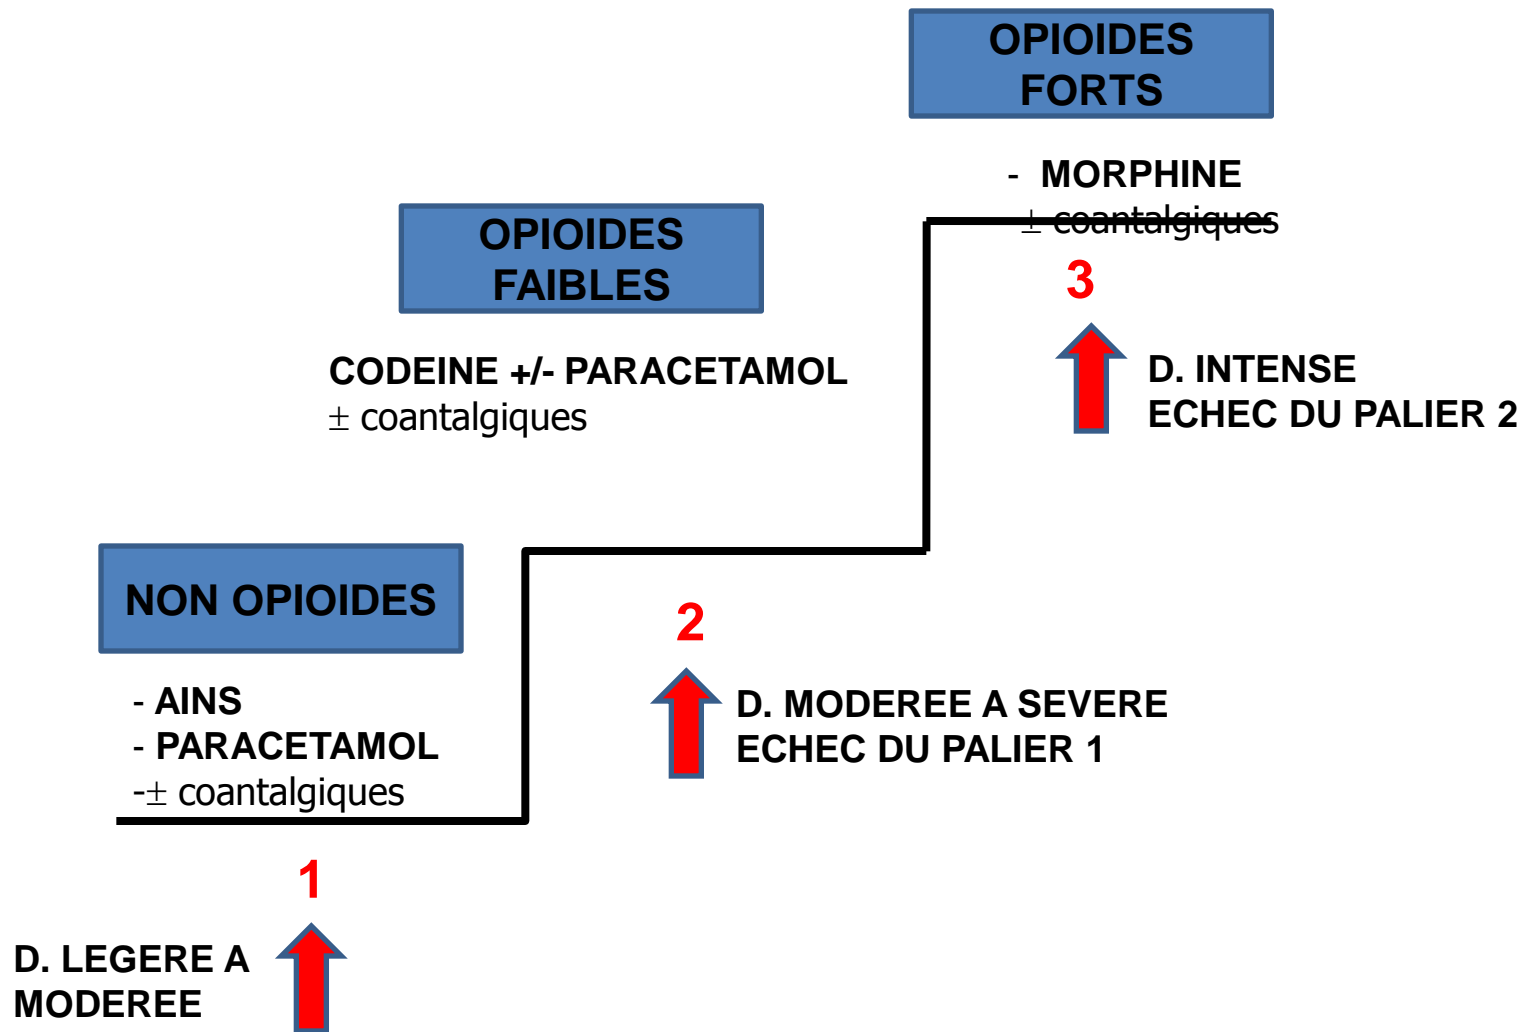 OPIOIDES
FORTS
- MORPHINE
± coantalgiques
3
D. INTENSE
ECHEC DU PALIER 2
OPIOIDES
FAIBLES
CODEINE +/- PARACETAMOL
± coantalgiques
2
D. MODEREE A SEVERE
ECHEC DU PALIER 1
NON OPIOIDES
- AINS
- PARACETAMOL
-± coantalgiques
1
D. LEGERE A
MODEREE